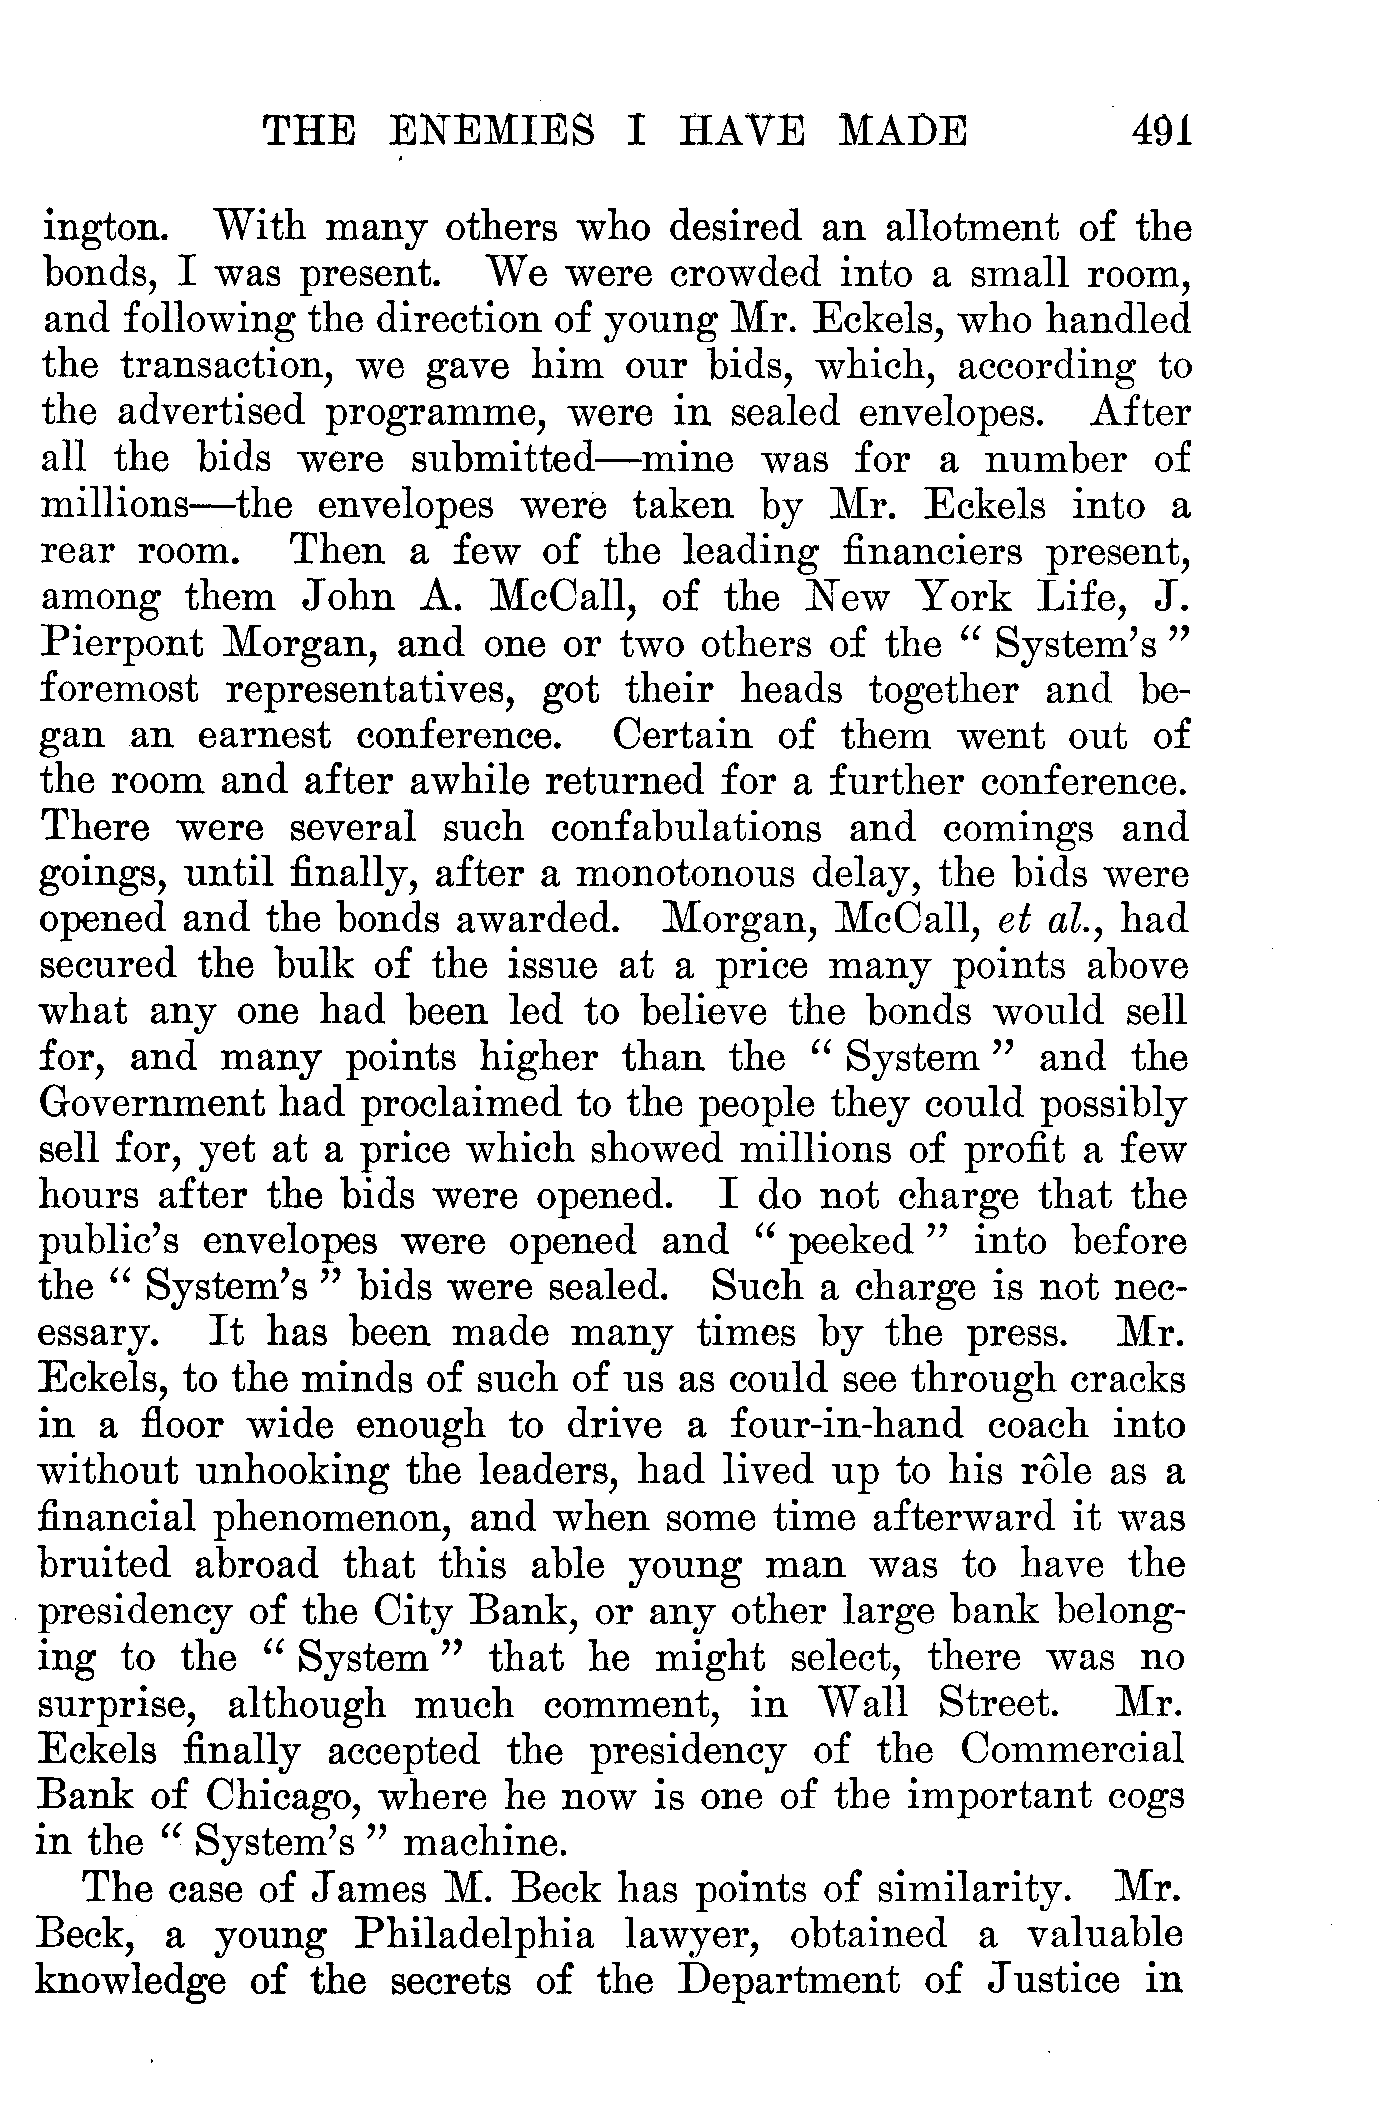 THE ENEMIES I HAVE MADE 491
ington. With many others who desired an allotment of the
bonds, I was present. We were crowded into a small room,
and following the direction of young Mr. Eckels, who handled
the transaction, we gave him our bids, which, according to
the advertised programme, were in sealed envelopes. After
all the bids were submitted—mine was for a number of
millions—the envelopes were taken by Mr. Eckels into a
rear room. Then a few of the leading financiers present,
among them John A. McCall, of the New York Life, J.
Pierpont Morgan, and one or two others of the “ System’s ”
foremost representatives, got their heads together and be-
gan an earnest conference. Certain of them went out of
the room and after awhile returned for a further conference.
There were several such confabulations and comings and
goings, until finally, after a monotonous delay, the bids were
opened and the bonds awarded. Morgan, McCall, et al., had
secured the bulk of the issue at a price many points above
what any one had been led to believe the bonds would sell
for, and many points higher than the “ System ” and the
Government had proclaimed to the people they could possibly
sell for, yet at a price which showed millions of profit a few
hours after the bids were opened. I do not charge that the
public’s envelopes were opened and “ peeked ” into before
the “ System’s ” bids were sealed. Such a charge is not nec-
essary. It has been made many times by the press. Mr.
Eckels, to the minds of such of us as could see through cracks
in a floor wide enough to drive a four-in-hand coach into
without unhooking the leaders, had lived up to his rôle as a
financial phenomenon, and when some time afterward it was
bruited abroad that this able young man was to have the
presidency of the City Bank, or any other large bank belong-
ing to the “ System ” that he might select, there was no
surprise, although much comment, in Wall Street. Mr.
Eckels finally accepted the presidency of the Commercial
Bank of Chicago, where he now is one of the important cogs
in the “ System’s ” machine.
The case of James M. Beck has points of similarity. Mr.
Beck, a young Philadelphia lawyer, obtained a valuable
knowledge of the secrets of the Department of Justice in